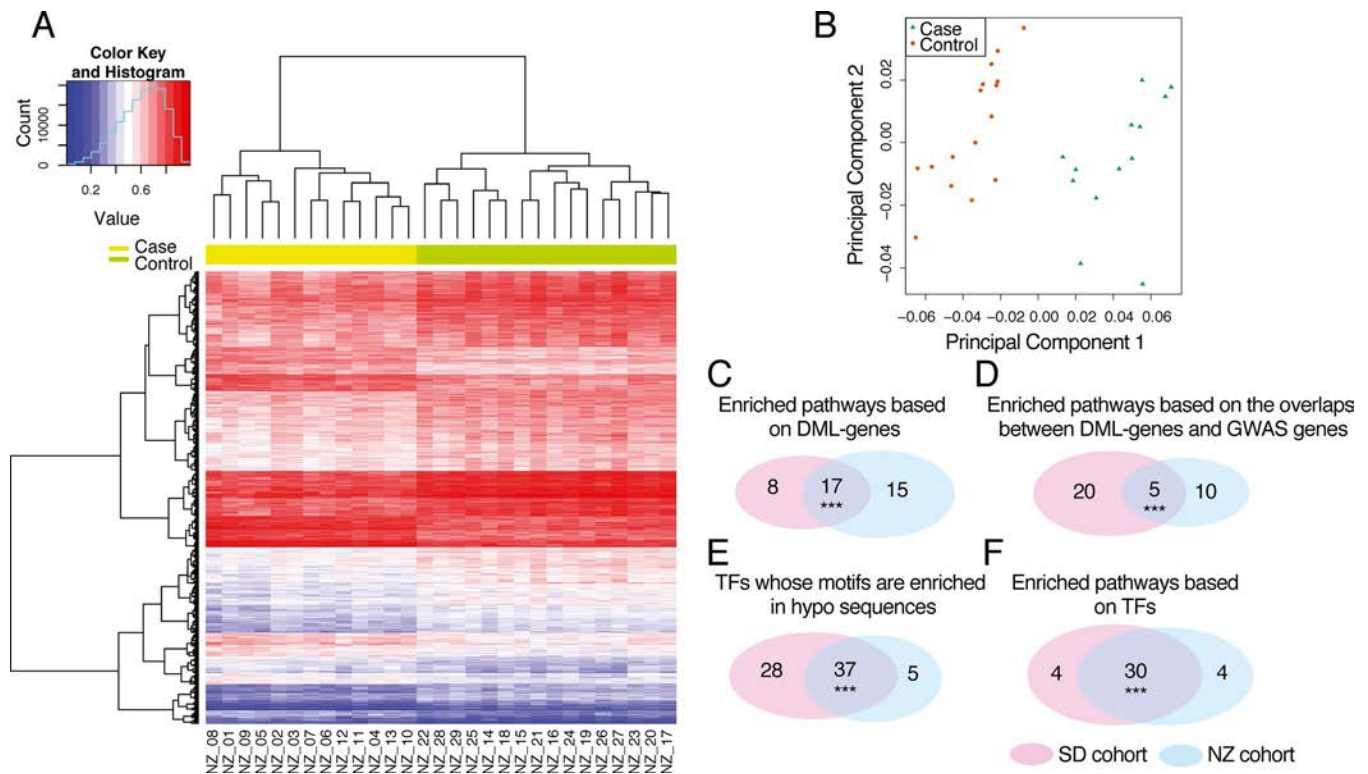 A
Color Key
and Histogram
Count
0
10000
0.2
0.6
Value
Case
Control
NZ_08
NZ_01
NZ_09
NZ_05
NZ_02
NZ_03
NZ_07
NZ_06
NZ_12
NZ_11
NZ_04
NZ_13
NZ_10
NZ_22
NZ_28
NZ_29
NZ_25
NZ_14
NZ_18
NZ_15
NZ_21
NZ_16
NZ_24
NZ_19
NZ_26
NZ_27
NZ_23
NZ_20
NZ_17
B
Case
Control
Principal Component 2
0.02
0.00
−0.02
−0.04
−0.06 −0.04 −0.02 0.00 0.02 0.04 0.06
Principal Component 1
C
Enriched pathways based
on DML-genes
8 17 15
***
D
Enriched pathways based on the overlaps
between DML-genes and GWAS genes
20 5 10
***
E
TFs whose motifs are enriched
in hypo sequences
28 37 5
***
F
Enriched pathways based
on TFs
4 30 4
***
SD cohort NZ cohort